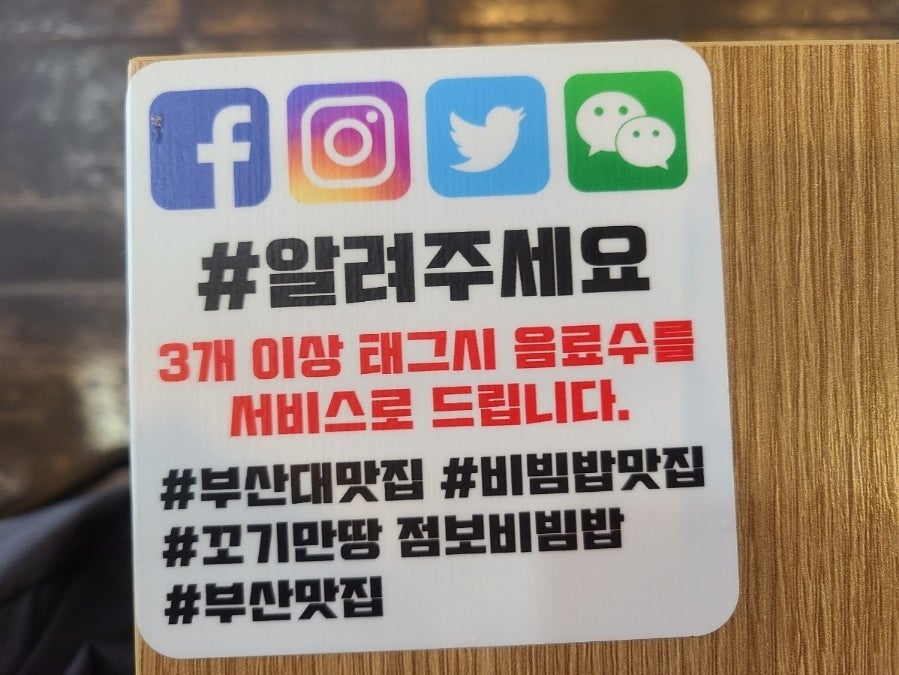 #알려주세요
3개 이상 태그시 음료수를
서비스로 드립니다.
#부산대맛집 #비빔밥맛집
#꼬기만땅 점보비빔밥
#부산맛집